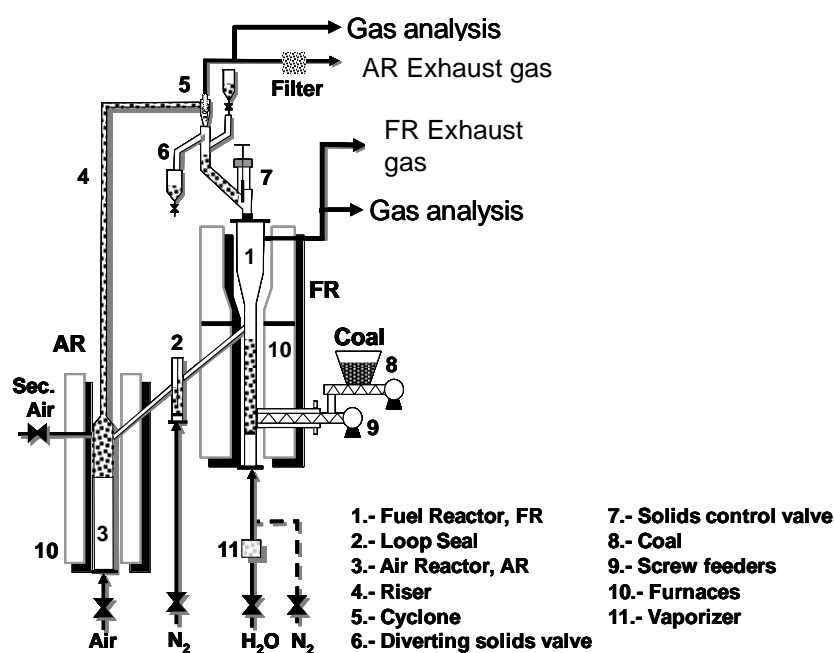 Gas analysis
AR Exhaust gas
Filter
5
6
7
4
FR Exhaust
gas
Gas analysis
1
FR
AR
2
10
Coal
8
9
Sec.
Air
3
10
11
Air
N₂
H₂O
N₂
1.- Fuel Reactor, FR
2.- Loop Seal
3.- Air Reactor, AR
4.- Riser
5.- Cyclone
6.- Diverting solids valve
7.- Solids control valve
8.- Coal
9.- Screw feeders
10.- Furnaces
11.- Vaporizer